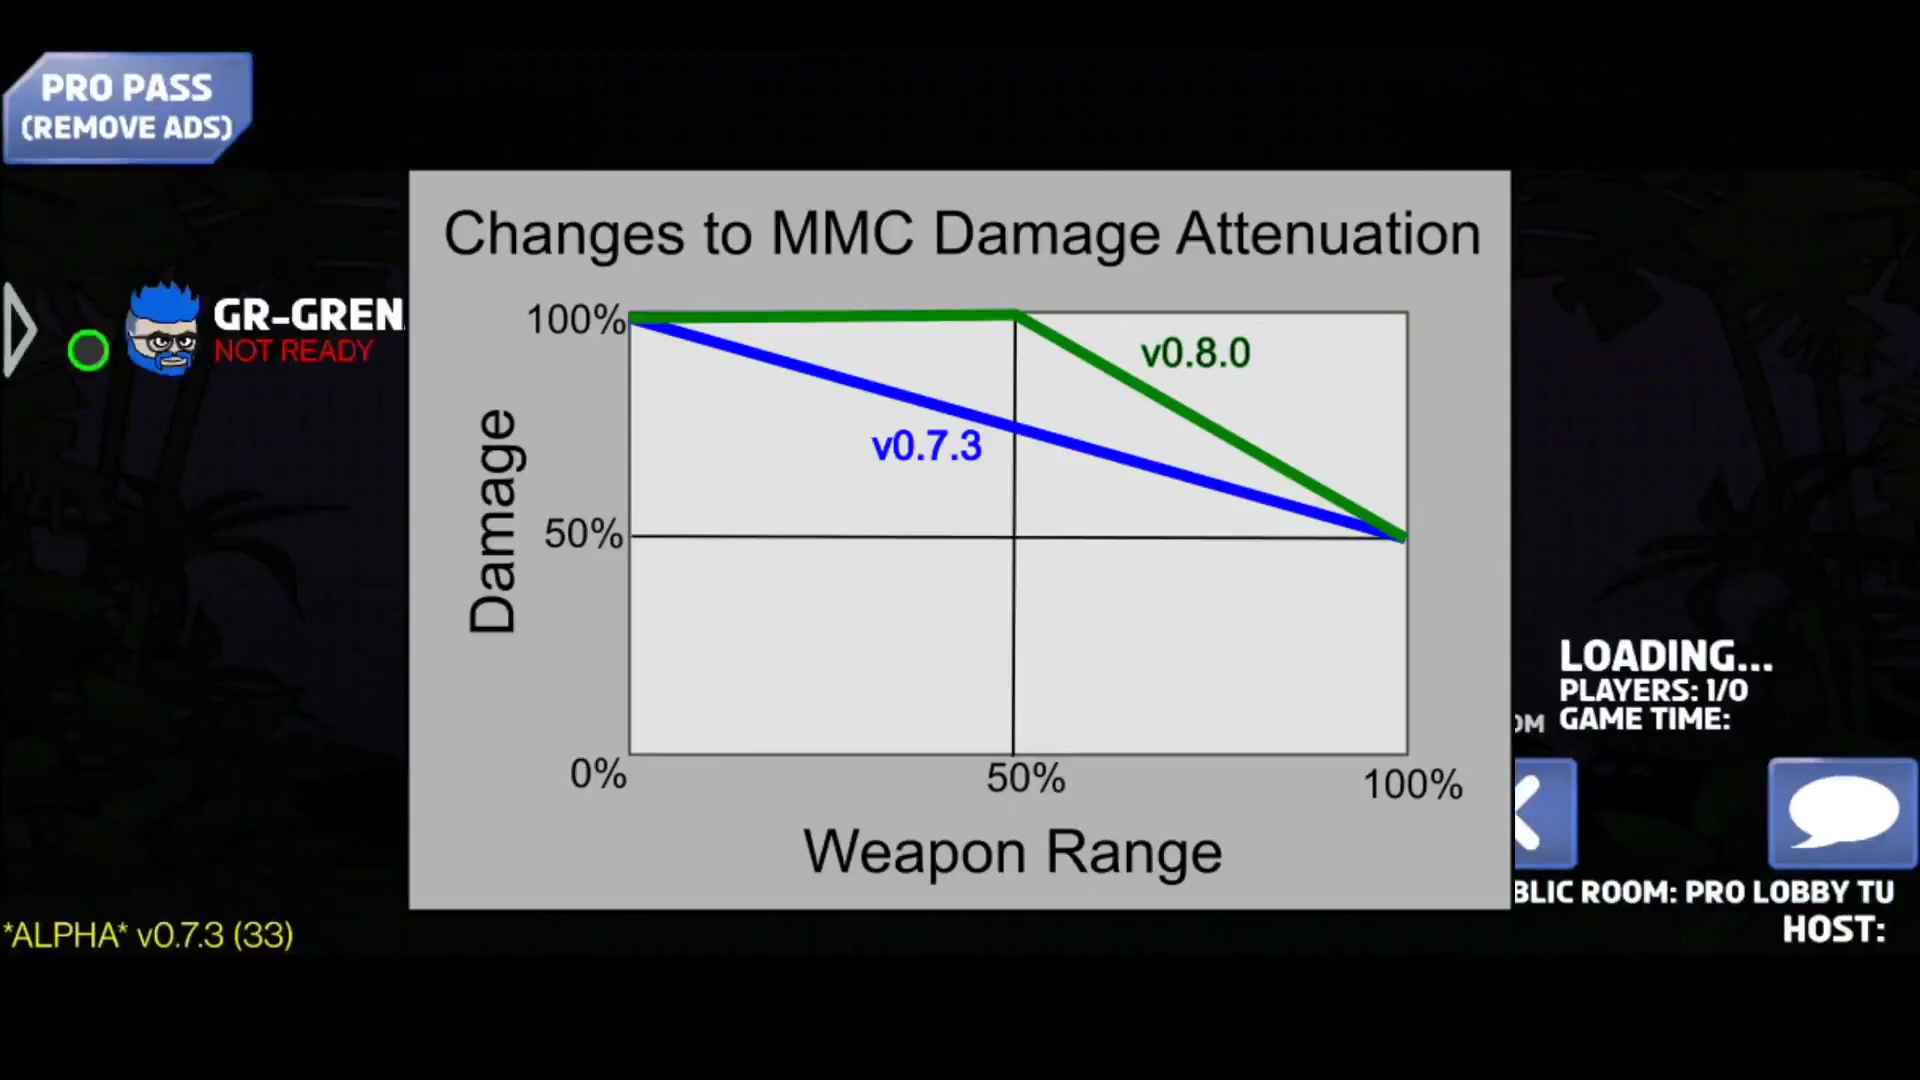 PRO PASS
(REMOVE ADS)
GR-GREN
NOT READY
Changes to MMC Damage Attenuation
100%
v0.8.0
v0.7.3
Damage
50%
0%
50%
100%
Weapon Range
LOADING...
PLAYERS: 1/0
OM GAME TIME:
BLIC ROOM: PRO LOBBY TU
HOST:
*ALPHA* v0.7.3 (33)